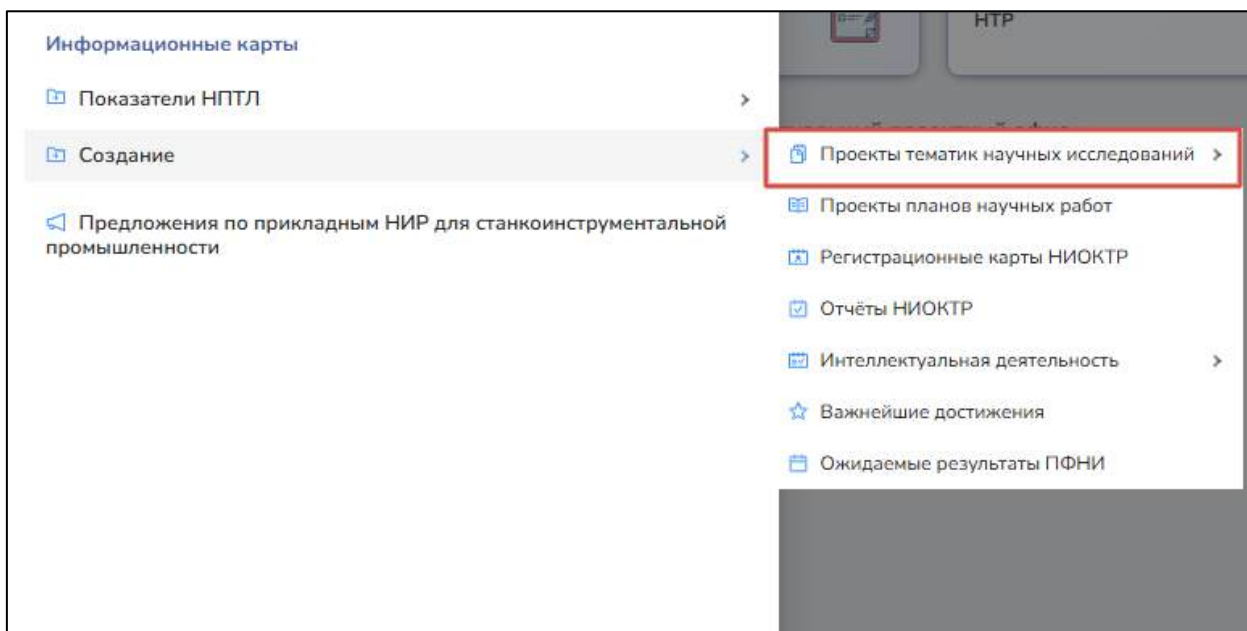 Информационные карты
НТР
Показатели НПТЛ
Создание
Проекты тематик научных исследований
Предложения по прикладным НИР для станкоинструментальной
промышленности
Проекты планов научных работ
Регистрационные карты НИОКТР
Отчёты НИОКТР
Интеллектуальная деятельность
Важнейшие достижения
Ожидаемые результаты ПФНИ